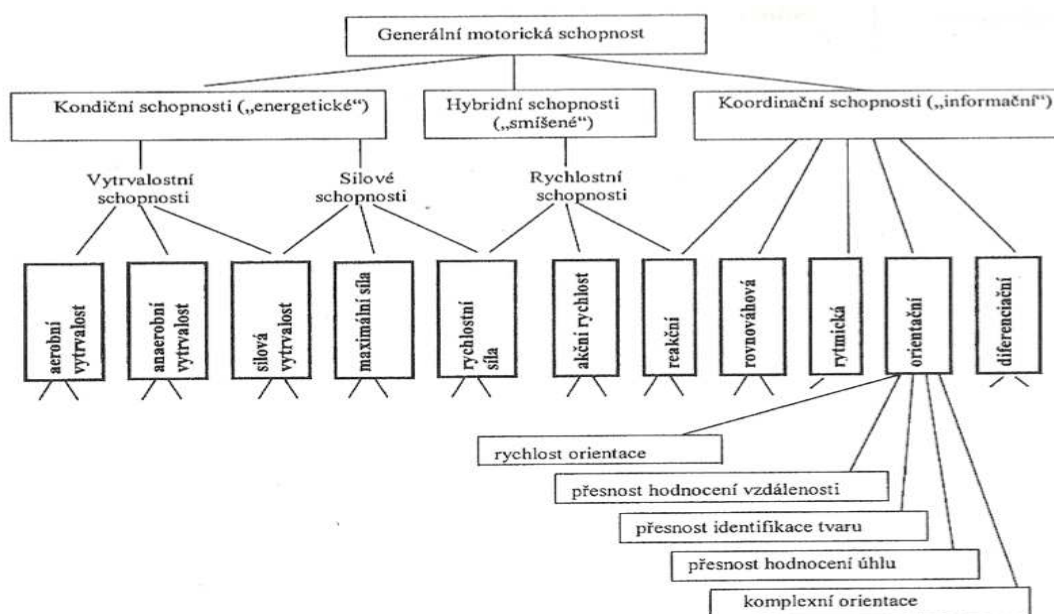 Generální motorická schopnost
Kondiční schopnosti („energetické“)
Hybridní schopnosti
(„smíšené“)
Koordinační schopnosti („informační“)
Vytrvalostní
schopnosti
Silové
schopnosti
Rychlostní
schopnosti
aerobní
vytrvalost
anaerobní
vytrvalost
silová
vytrvalost
maximální síla
rychlostní
síla
akční rychlost
reakční
rovnováhová
rytmická
orientační
diferenciační
rychlost orientace
přesnost hodnocení vzdálenosti
přesnost identifikace tvaru
přesnost hodnocení úhlu
komplexní orientace